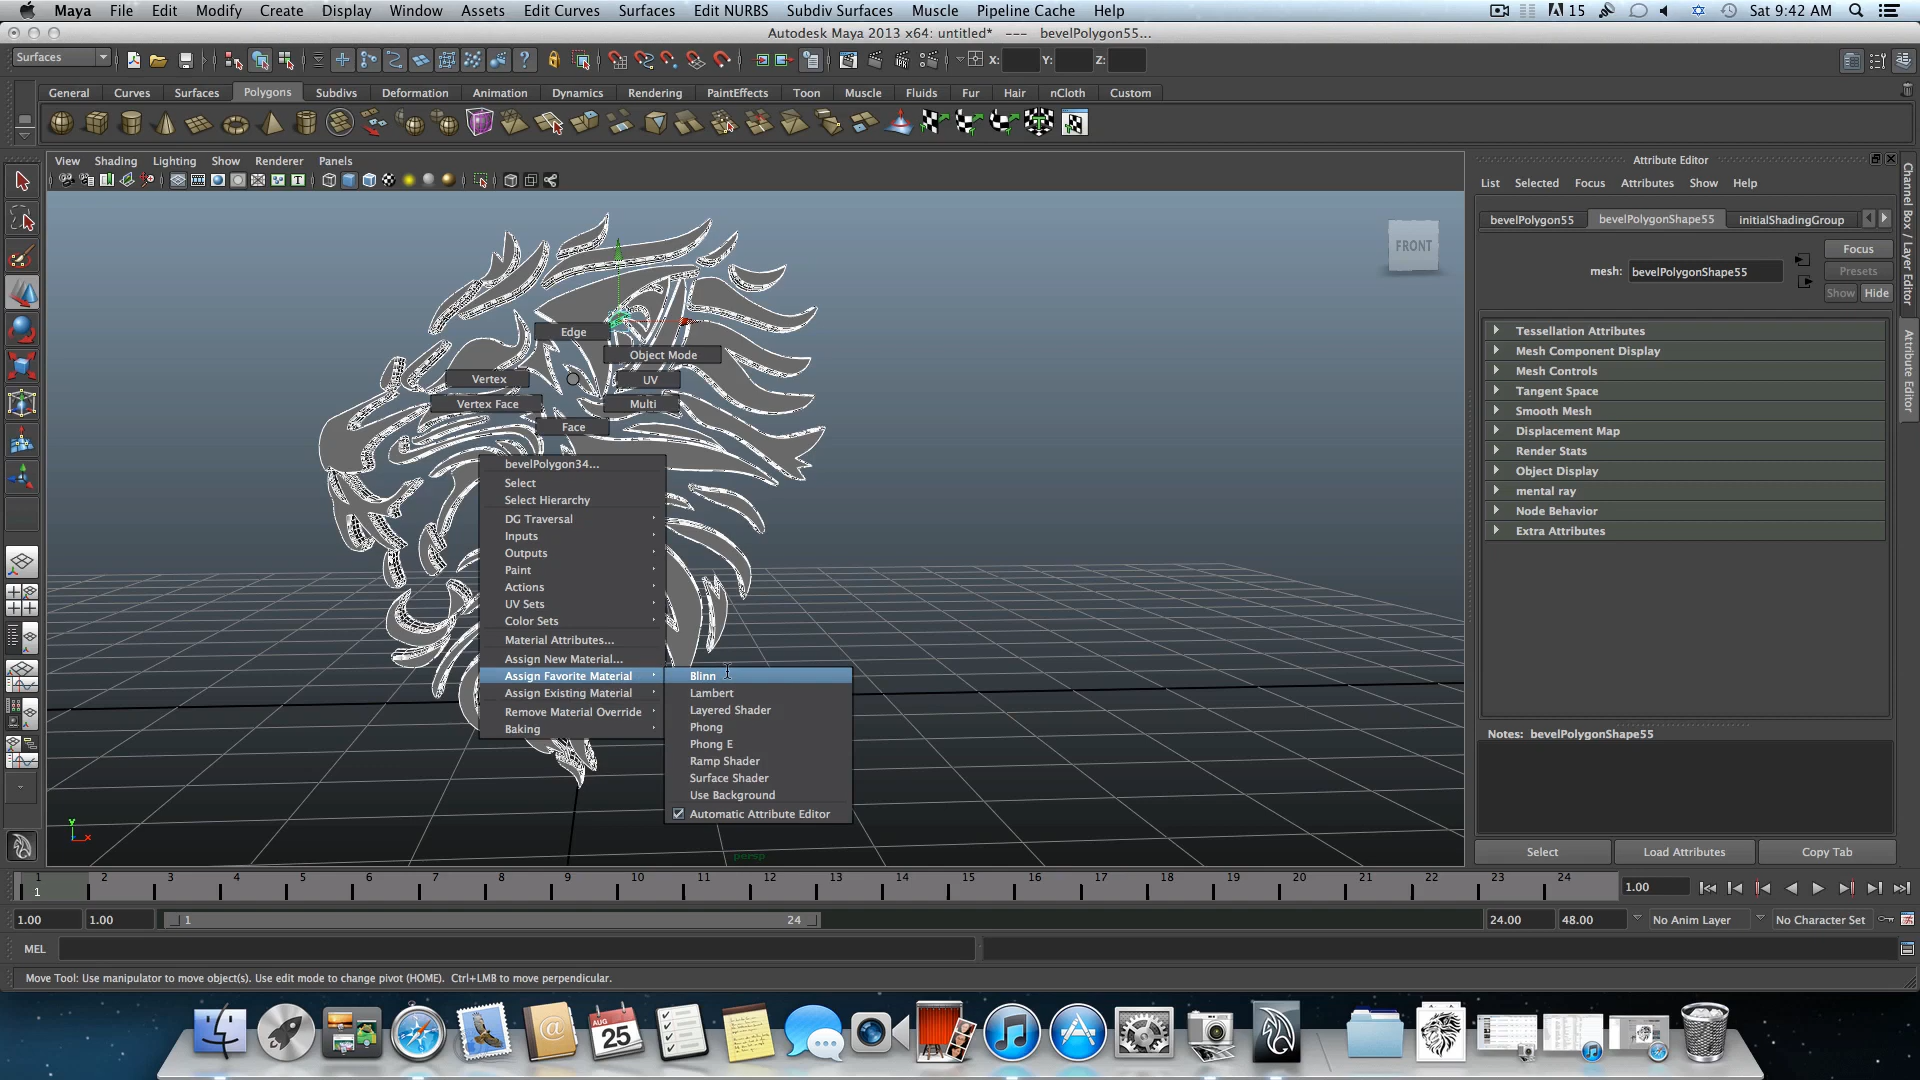 Maya File Edit Modify Create Display Window Assets Edit Curves Surfaces Edit NURBS Subdiv Surfaces Muscle Pipeline Cache Help 15 Sat 9:42 AM
Autodesk Maya 2013 x64: untitled* --- bevelPolygon55...
Surfaces X: Y: Z:
General Curves Surfaces Polygons Subdivs Deformation Animation Dynamics Rendering PaintEffects Toon Muscle Fluids Fur Hair nCloth Custom
View Shading Lighting Show Renderer Panels
Attribute Editor
List Selected Focus Attributes Show Help
bevelPolygon55 bevelPolygonShape55 initialShadingGroup
FRONT
Focus
mesh: bevelPolygonShape55 Presets
Show Hide
Tessellation Attributes
Mesh Component Display
Mesh Controls
Tangent Space
Smooth Mesh
Displacement Map
Render Stats
Object Display
mental ray
Node Behavior
Extra Attributes
Channel Box / Layer Editor
Attribute Editor
Edge
Object Mode
Vertex UV
Vertex Face Multi
Face
bevelPolygon34...
Select
Select Hierarchy
DG Traversal
Inputs
Outputs
Paint
Actions
UV Sets
Color Sets
Material Attributes...
Assign New Material...
Assign Favorite Material
Assign Existing Material
Remove Material Override
Baking
Blinn
Lambert
Layered Shader
Phong
Phong E
Ramp Shader
Surface Shader
Use Background
Automatic Attribute Editor
Notes: bevelPolygonShape55
y
x
persp
Select Load Attributes Copy Tab
1 2 3 4 5 6 7 8 9 10 11 12 13 14 15 16 17 18 19 20 21 22 23 24
1 1.00
1.00 1.00 1 24 24.00 48.00 No Anim Layer No Character Set
MEL
Move Tool: Use manipulator to move object(s). Use edit mode to change pivot (HOME). Ctrl+LMB to move perpendicular.
AUG
25